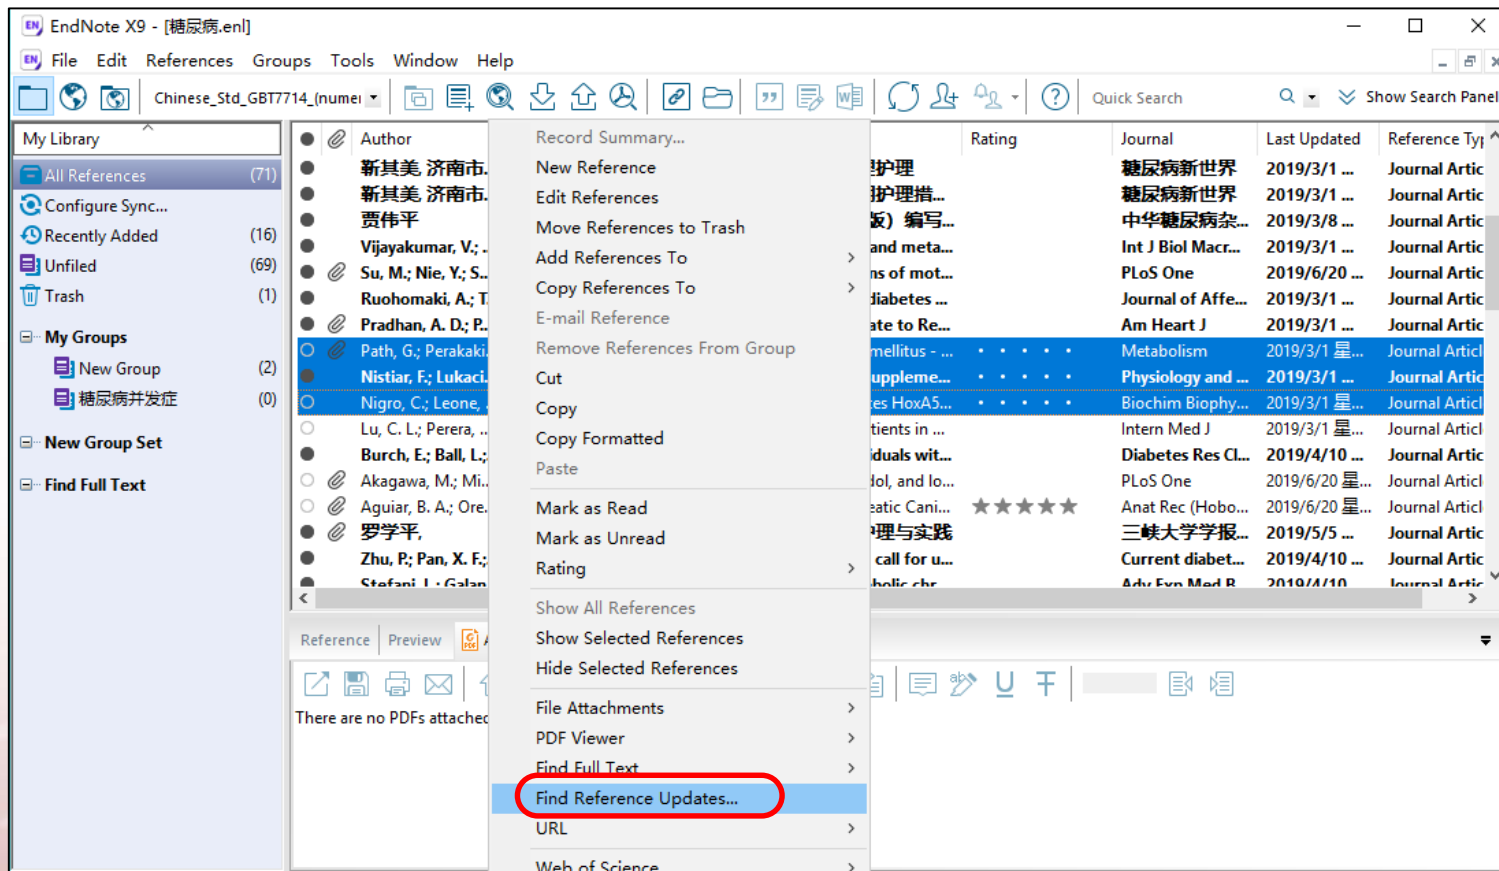 EndNote X9 - [糖尿病.enl]
File Edit References Groups Tools Window Help
Chinese_Std_GBT7714_(numer
Quick Search
Show Search Panel
My Library
All References (71)
Configure Sync...
Recently Added (16)
Unfiled (69)
Trash (1)
My Groups
New Group (2)
糖尿病并发症 (0)
New Group Set
Find Full Text
Author Rating Journal Last Updated Reference Typ
靳其美, 济南市. 护理 糖尿病新世界 2019/3/1 ... Journal Artic
靳其美, 济南市. 护理措... 糖尿病新世界 2019/3/1 ... Journal Artic
贾伟平 版）编写... 中华糖尿病杂... 2019/3/8 ... Journal Artic
Vijayakumar, V.; . and meta... Int J Biol Macr... 2019/3/1 ... Journal Artic
Su, M.; Nie, Y.; S.. ns of mot... PLoS One 2019/6/20 ... Journal Artic
Ruohomaki, A.; T. diabetes ... Journal of Affe... 2019/3/1 ... Journal Artic
Pradhan, A. D.; P.. ate to Re... Am Heart J 2019/3/1 ... Journal Artic
Path, G.; Perakaki. mellitus - ... Metabolism 2019/3/1 星... Journal Articl
Nistiar, F.; Lukaci. uppleme... Physiology and ... 2019/3/1 ... Journal Artic
Nigro, C.; Leone, . es HoxA5... Biochim Biophy... 2019/3/1 星... Journal Articl
Lu, C. L.; Perera, .. tients in ... Intern Med J 2019/3/1 星... Journal Articl
Burch, E.; Ball, L.; duals wit... Diabetes Res Cl... 2019/4/10 ... Journal Artic
Akagawa, M.; Mi.. dol, and lo... PLoS One 2019/6/20 星... Journal Articl
Aguiar, B. A.; Ore. eatic Cani... ★★★★★ Anat Rec (Hobo... 2019/6/20 星... Journal Articl
罗学平, 护理与实践 三峡大学学报... 2019/5/5 ... Journal Artic
Zhu, P.; Pan, X. F.; call for u... Current diabet... 2019/4/10 ... Journal Artic
Stefani, L.; Galan bolic chr Adv Exp Med B 2019/4/10 Journal Artic
Record Summary...
New Reference
Edit References
Move References to Trash
Add References To
Copy References To
E-mail Reference
Remove References From Group
Cut
Copy
Copy Formatted
Paste
Mark as Read
Mark as Unread
Rating
Show All References
Show Selected References
Hide Selected References
File Attachments
PDF Viewer
Find Full Text
Find Reference Updates...
URL
Web of Science
Reference Preview
There are no PDFs attached